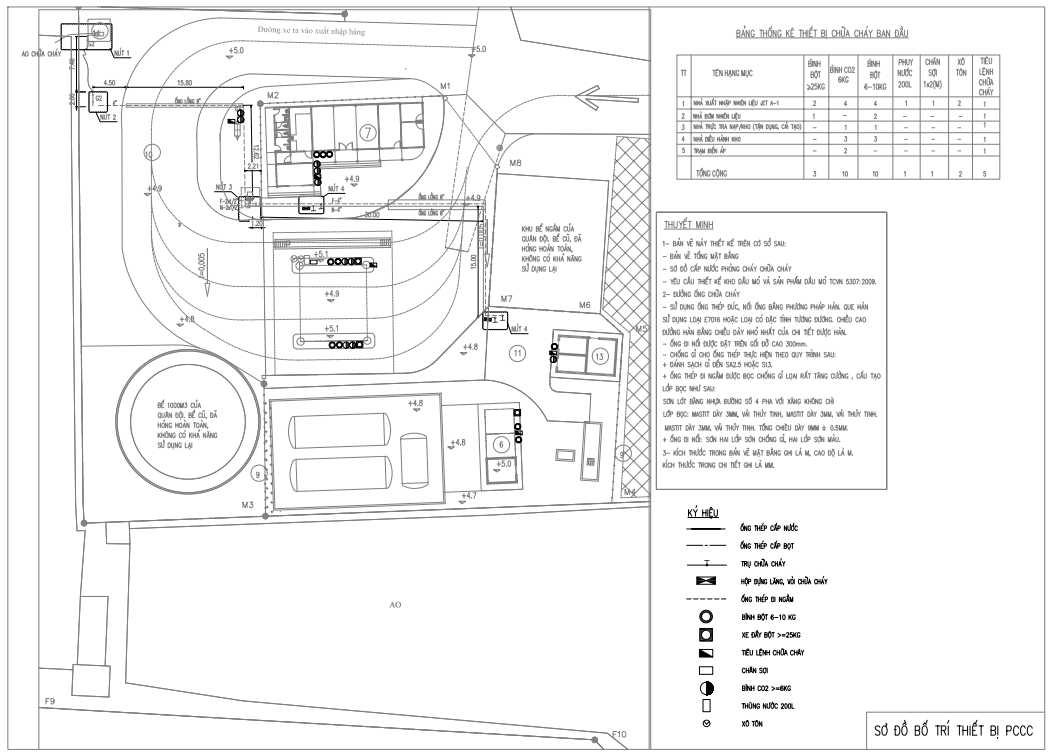 Đường xe ra vào xuất nhập hàng
+5.0
+5.0
AO CHỮA CHÁY
NÚT 1
7.46
4.50
15.80
2.00
G2
6"
ỐNG LỒNG 8"
NÚT 2
M2
M1
7
M8
10
12.62
2.21
+4.9
+4.9
+4.9
NÚT 3
NÚT 4
F-4"
N-4"
ỐNG LỒNG 8"
ỐNG LỒNG 8"
30.00
1.20
15.00
i=0,005
KHU BỂ NGẦM CỦA
QUÂN ĐỘI. BỂ CŨ, ĐÃ
HỎNG HOÀN TOÀN,
KHÔNG CÓ KHẢ NĂNG
SỬ DỤNG LẠI
+5.1
+4.9
+5.1
+4.8
M7
M6
M5
NÚT 4
+4.8
11
13
BỂ 1000M3 CỦA
QUÂN ĐỘI. BỂ CŨ, ĐÃ
HỎNG HOÀN TOÀN,
KHÔNG CÓ KHẢ NĂNG
SỬ DỤNG LẠI
+4.8
+4.8
6
+5.0
9
9
M3
+4.7
M4
AO
F9
F10
BẢNG THỐNG KÊ THIẾT BỊ CHỮA CHÁY BAN ĐẦU
TT TÊN HẠNG MỤC BÌNH BỘT >25KG BÌNH CO2 6KG BÌNH BỘT 6-10KG PHUY NƯỚC 200L CHĂN SỢI 1x2(M) XÔ TÔN TIÊU LỆNH CHỮA CHÁY
1 NHÀ XUẤT NHẬP NHIÊN LIỆU JET A-1 2 4 4 1 1 2 1
2 NHÀ BƠM NHIÊN LIỆU 1 - 2 - - - 1
3 NHÀ TRỰC TRA NẠP/KHO (TẬN DỤNG, CẢI TẠO) - 1 1 - - - 1
4 NHÀ ĐIỀU HÀNH KHO - 3 3 - - - 1
5 TRẠM BIẾN ÁP - 2 - - - - 1
TỔNG CỘNG 3 10 10 1 1 2 5
THUYẾT MINH
1- BẢN VẼ NÀY THIẾT KẾ TRÊN CƠ SỞ SAU:
- BẢN VẼ TỔNG MẶT BẰNG
- SƠ ĐỒ CẤP NƯỚC PHÒNG CHÁY CHỮA CHÁY
- YÊU CẦU THIẾT KẾ KHO DẦU MỎ VÀ SẢN PHẨM DẦU MỎ TCVN 5307:2009.
2- ĐƯỜNG ỐNG CHỮA CHÁY
- SỬ DỤNG ỐNG THÉP ĐÚC, NỐI ỐNG BẰNG PHƯƠNG PHÁP HÀN. QUE HÀN
SỬ DỤNG LOẠI E7016 HOẶC LOẠI CÓ ĐẶC TÍNH TƯƠNG ĐƯƠNG. CHIỀU CAO
ĐƯỜNG HÀN BẰNG CHIỀU DÀY NHỎ NHẤT CỦA CHI TIẾT ĐƯỢC HÀN.
- ỐNG ĐI NỔI ĐƯỢC ĐẶT TRÊN GỐI ĐỠ CAO 300mm.
- CHỐNG GỈ CHO ỐNG THÉP THỰC HIỆN THEO QUY TRÌNH SAU:
+ ĐÁNH SẠCH GỈ ĐẾN SA2.5 HOẶC St3.
+ ỐNG THÉP ĐI NGẦM ĐƯỢC BỌC CHỐNG GỈ LOẠI RẤT TĂNG CƯỜNG , CẤU TẠO
LỚP BỌC NHƯ SAU:
SƠN LÓT BẰNG NHỰA ĐƯỜNG SỐ 4 PHA VỚI XĂNG KHÔNG CHÌ
LỚP BỌC: MASTIT DÀY 3MM, VẢI THỦY TINH, MASTIT DÀY 3MM, VẢI THỦY TINH.
MASTIT DÀY 3MM, VẢI THỦY TINH. TỔNG CHIỀU DÀY 9MM ± 0.5MM.
+ ỐNG ĐI NỔI: SƠN HAI LỚP SƠN CHỐNG GỈ, HAI LỚP SƠN MÀU.
3- KÍCH THƯỚC TRONG BẢN VẼ MẶT BẰNG GHI LÀ M, CAO ĐỘ LÀ M.
KÍCH THƯỚC TRONG CHI TIẾT GHI LÀ MM.
KÝ HIỆU
ỐNG THÉP CẤP NƯỚC
ỐNG THÉP CẤP BỌT
TRỤ CHỮA CHÁY
HỘP ĐỰNG LĂNG, VÒI CHỮA CHÁY
ỐNG THÉP ĐI NGẦM
BÌNH BỘT 6-10 KG
XE ĐẨY BỘT >=25KG
TIÊU LỆNH CHỮA CHÁY
CHĂN SỢI
BÌNH CO2 >=6KG
THÙNG NƯỚC 200L
XÔ TÔN
SƠ ĐỒ BỐ TRÍ THIẾT BỊ PCCC